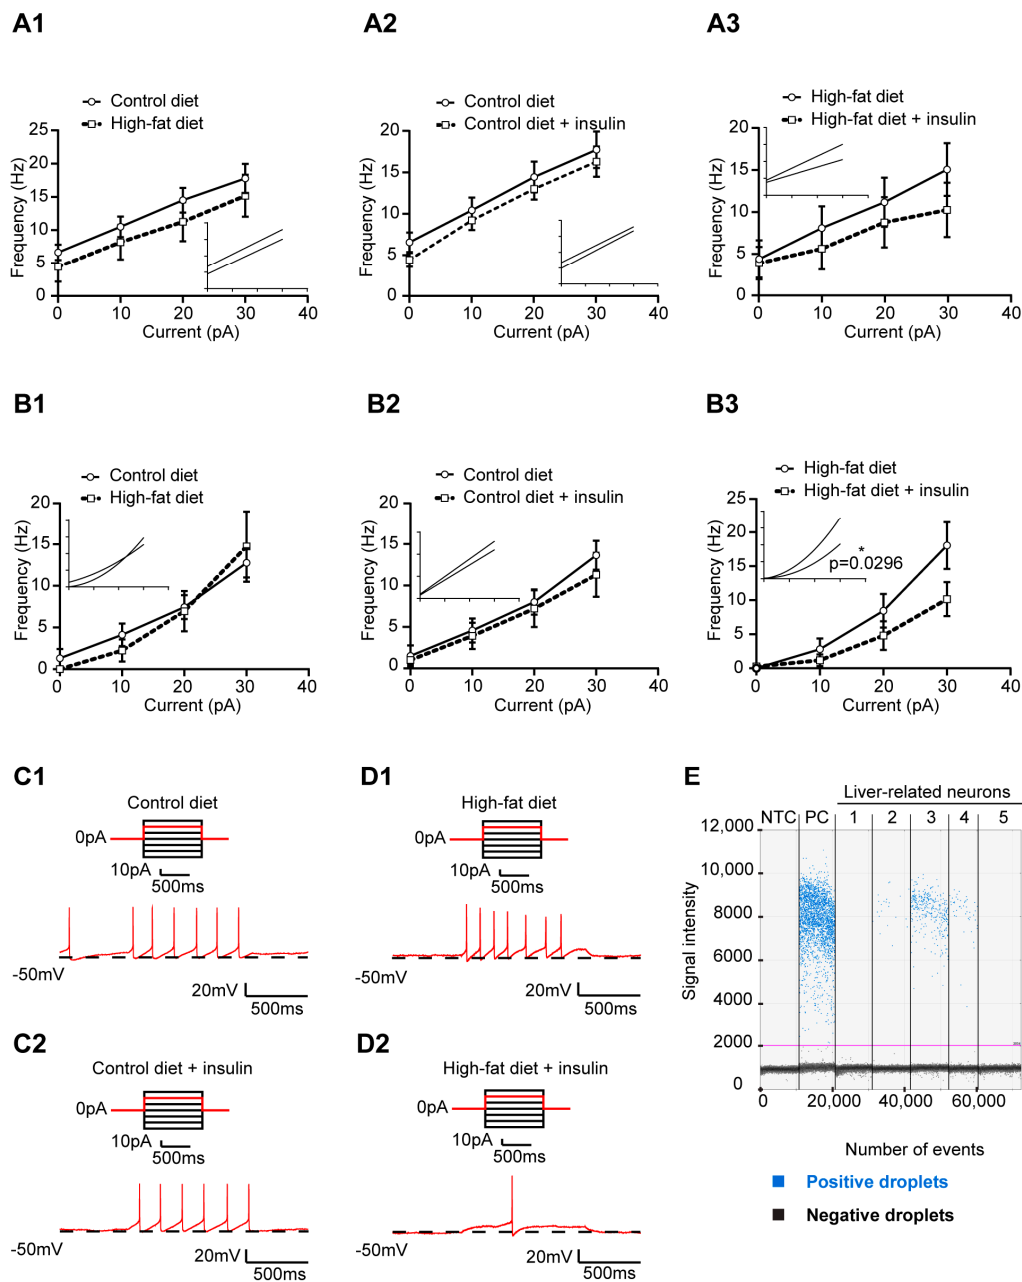 A1
Control diet
High-fat diet
Frequency (Hz)
25
20
15
10
5
0
0 10 20 30 40
Current (pA)
A2
Control diet
Control diet + insulin
Frequency (Hz)
20
15
10
5
0
0 10 20 30 40
Current (pA)
A3
High-fat diet
High-fat diet + insulin
Frequency (Hz)
20
15
10
5
0
0 10 20 30 40
Current (pA)
B1
Control diet
High-fat diet
Frequency (Hz)
20
15
10
5
0
0 10 20 30 40
Current (pA)
B2
Control diet
Control diet + insulin
Frequency (Hz)
20
15
10
5
0
0 10 20 30 40
Current (pA)
B3
High-fat diet
High-fat diet + insulin
Frequency (Hz)
25
20
15
10
5
0
*
p=0.0296
0 10 20 30 40
Current (pA)
C1
Control diet
0pA
10pA
500ms
-50mV
20mV
500ms
D1
High-fat diet
0pA
10pA
500ms
-50mV
20mV
500ms
C2
Control diet + insulin
0pA
10pA
500ms
-50mV
20mV
500ms
D2
High-fat diet + insulin
0pA
10pA
500ms
-50mV
20mV
500ms
E
Liver-related neurons
NTC PC 1 2 3 4 5
Signal intensity
12,000
10,000
8000
6000
4000
2000
0
0 20,000 40,000 60,000
Number of events
Positive droplets
Negative droplets